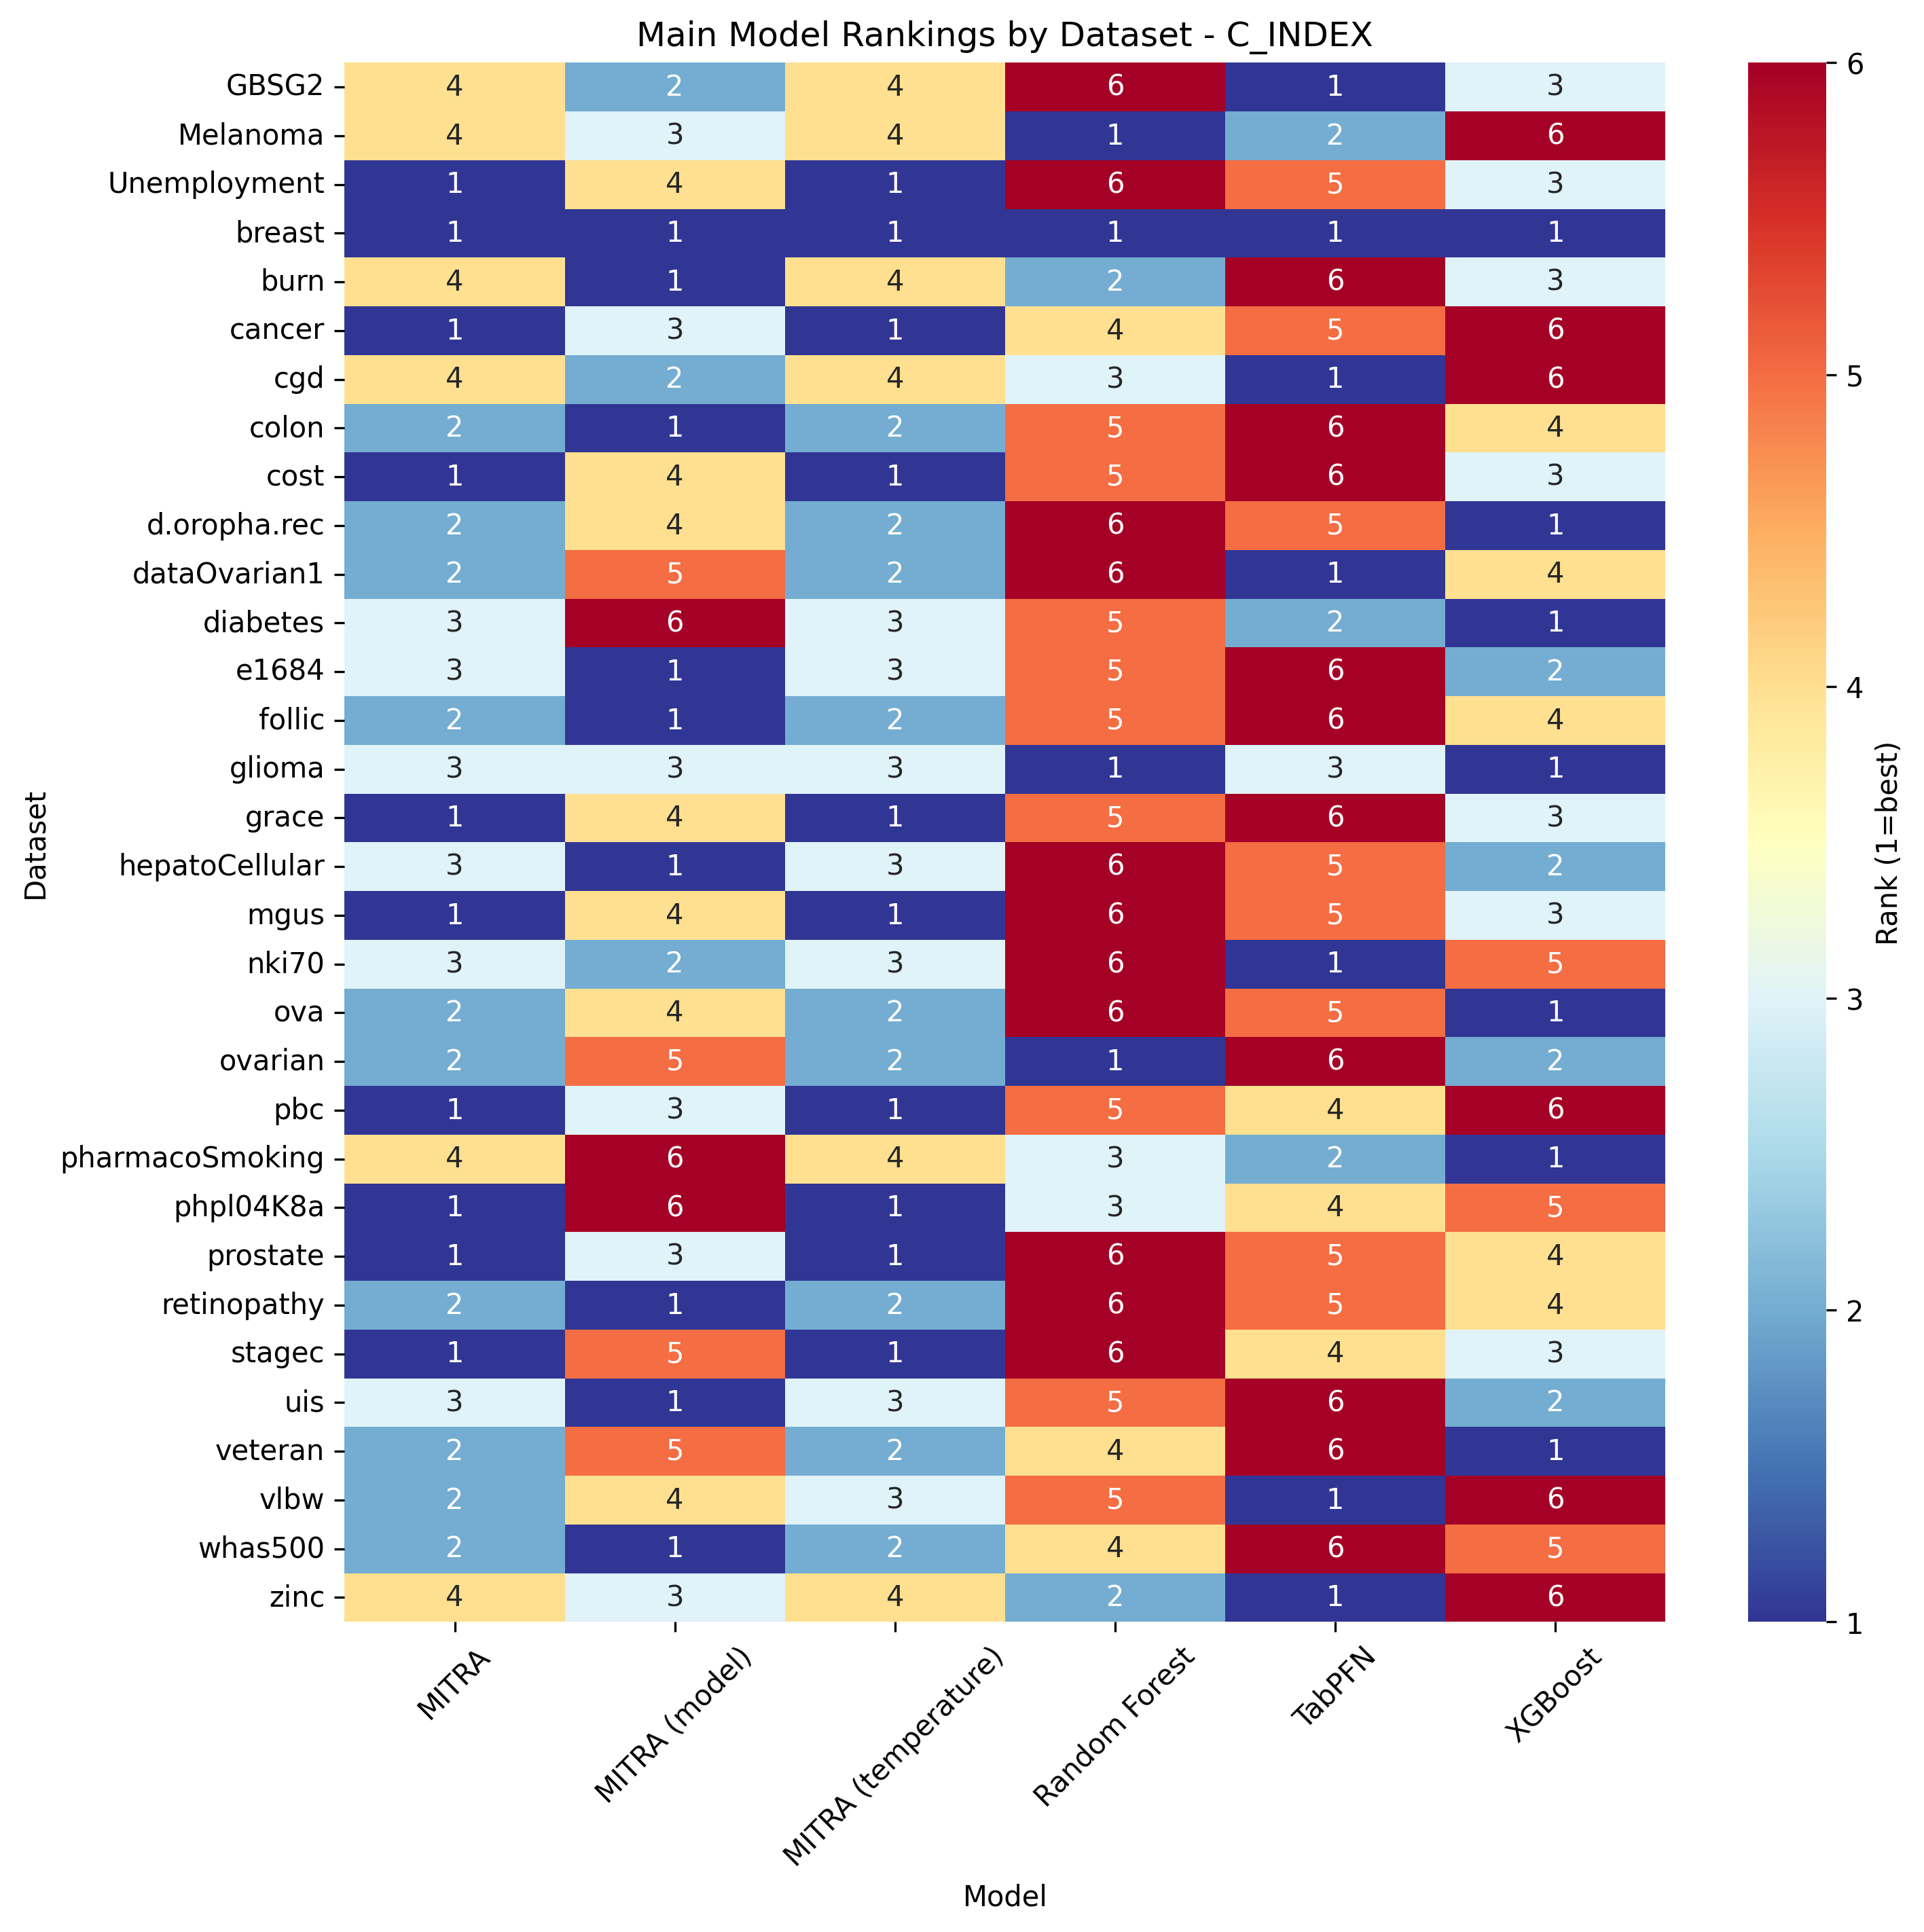 Main Model Rankings by Dataset - C_INDEX
GBSG2 4 2 4 6 1 3
Melanoma 4 3 4 1 2 6
Unemployment 1 4 1 6 5 3
breast 1 1 1 1 1 1
burn 4 1 4 2 6 3
cancer 1 3 1 4 5 6
cgd 4 2 4 3 1 6
colon 2 1 2 5 6 4
cost 1 4 1 5 6 3
d.oropha.rec 2 4 2 6 5 1
dataOvarian1 2 5 2 6 1 4
diabetes 3 6 3 5 2 1
e1684 3 1 3 5 6 2
follic 2 1 2 5 6 4
glioma 3 3 3 1 3 1
grace 1 4 1 5 6 3
hepatoCellular 3 1 3 6 5 2
mgus 1 4 1 6 5 3
nki70 3 2 3 6 1 5
ova 2 4 2 6 5 1
ovarian 2 5 2 1 6 2
pbc 1 3 1 5 4 6
pharmacoSmoking 4 6 4 3 2 1
phpl04K8a 1 6 1 3 4 5
prostate 1 3 1 6 5 4
retinopathy 2 1 2 6 5 4
stagec 1 5 1 6 4 3
uis 3 1 3 5 6 2
veteran 2 5 2 4 6 1
vlbw 2 4 3 5 1 6
whas500 2 1 2 4 6 5
zinc 4 3 4 2 1 6
MITRA
MITRA (model)
MITRA (temperature)
Random Forest
TabPFN
XGBoost
Model
Dataset
6
5
4
3
2
1
Rank (1=best)